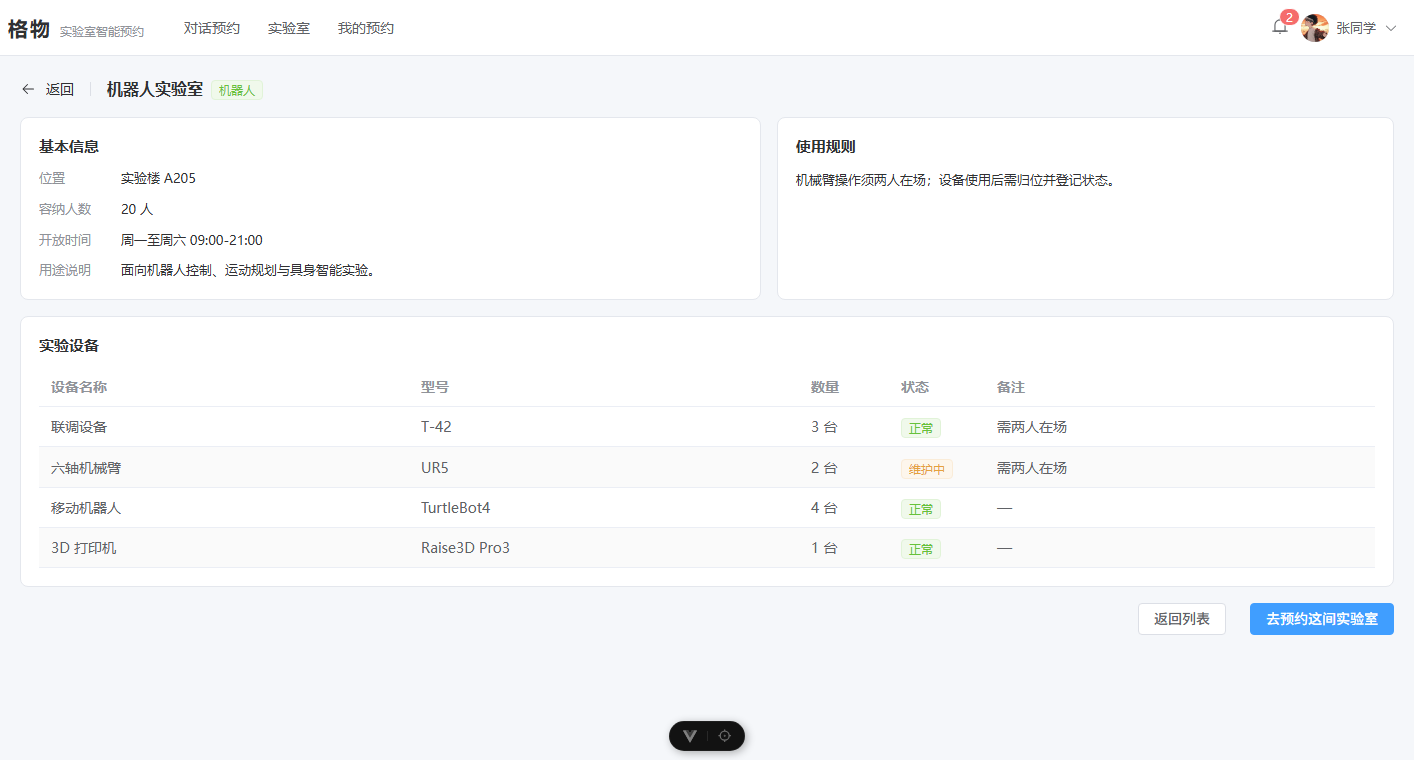 格物 实验室智能预约 对话预约 实验室 我的预约 2 张同学
← 返回 机器人实验室 机器人
基本信息
位置 实验楼 A205
容纳人数 20 人
开放时间 周一至周六 09:00-21:00
用途说明 面向机器人控制、运动规划与具身智能实验。
使用规则
机械臂操作须两人在场；设备使用后需归位并登记状态。
实验设备
设备名称 型号 数量 状态 备注
联调设备 T-42 3 台 正常 需两人在场
六轴机械臂 UR5 2 台 维护中 需两人在场
移动机器人 TurtleBot4 4 台 正常 —
3D 打印机 Raise3D Pro3 1 台 正常 —
返回列表 去预约这间实验室